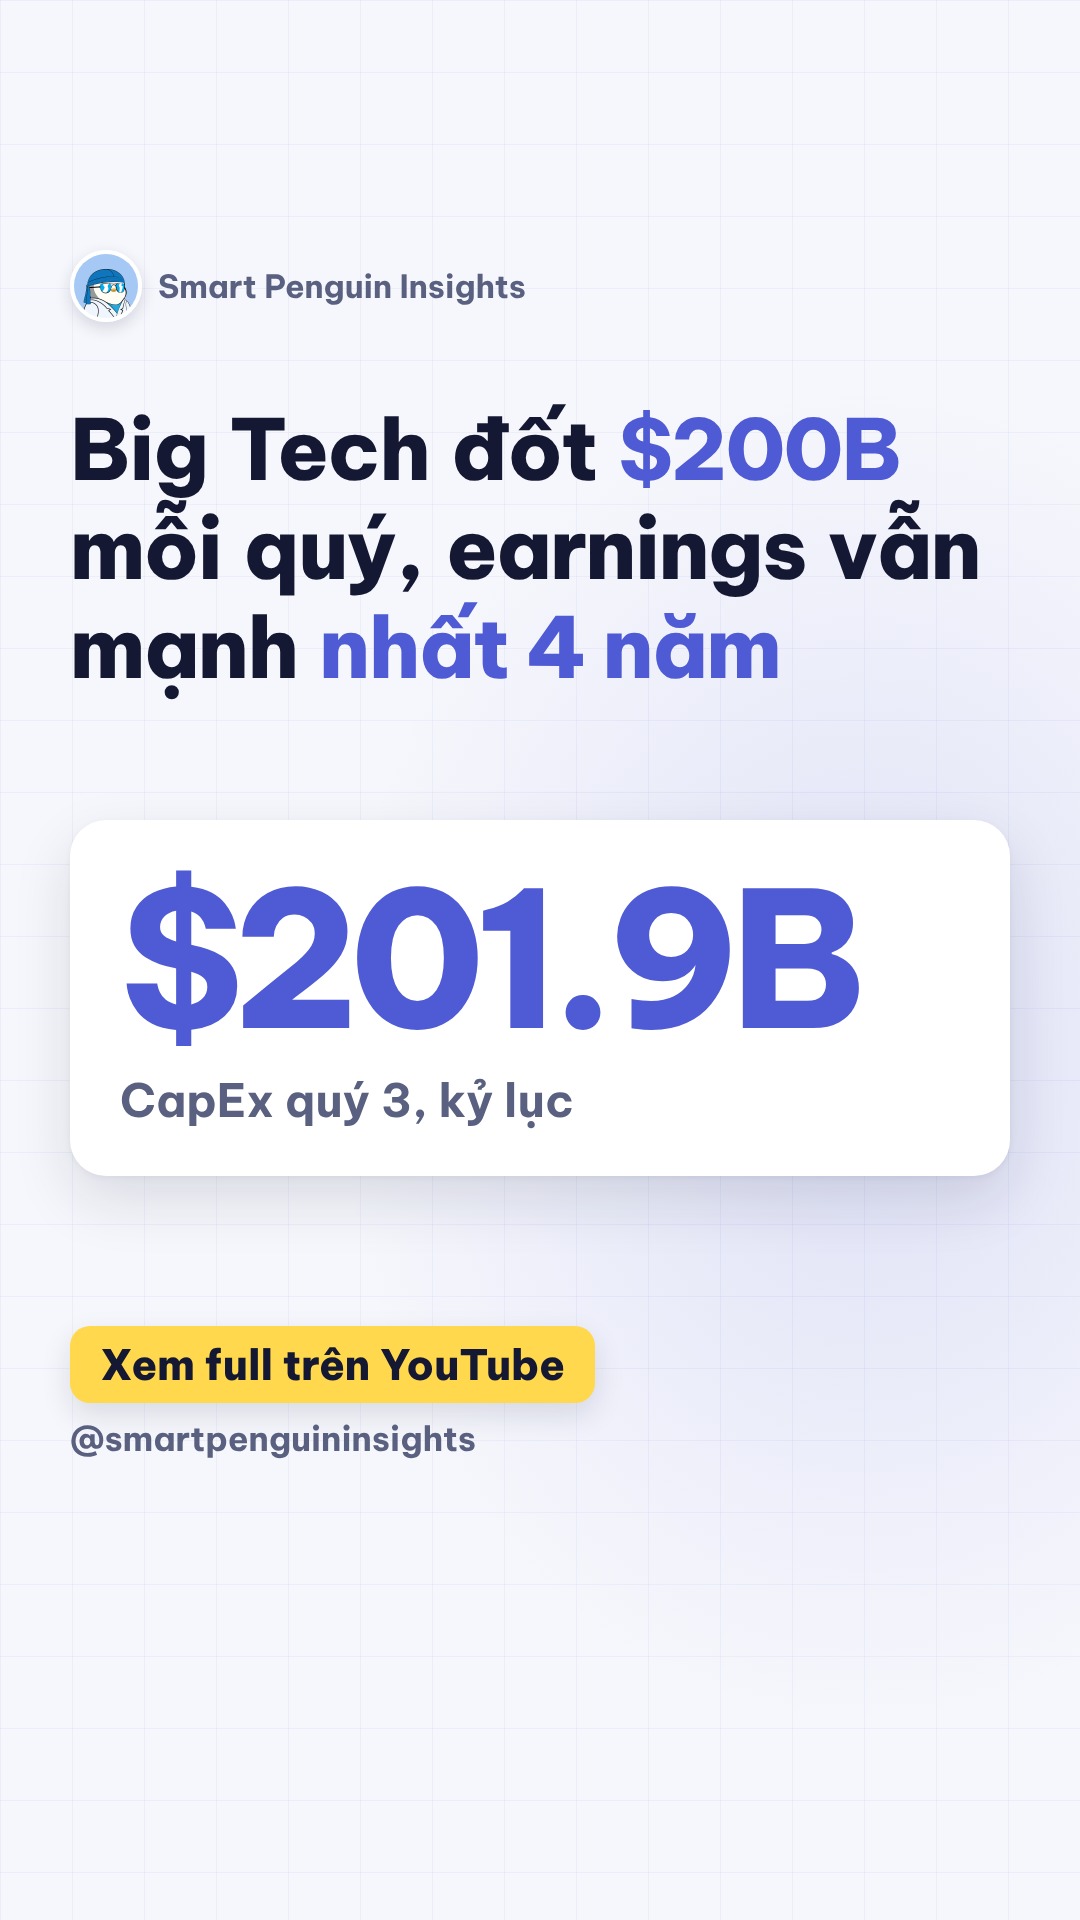 Smart Penguin Insights
Big Tech đốt $200B
mỗi quý, earnings vẫn
mạnh nhất 4 năm
$201.9B
CapEx quý 3, kỷ lục
Xem full trên YouTube
@smartpenguininsights